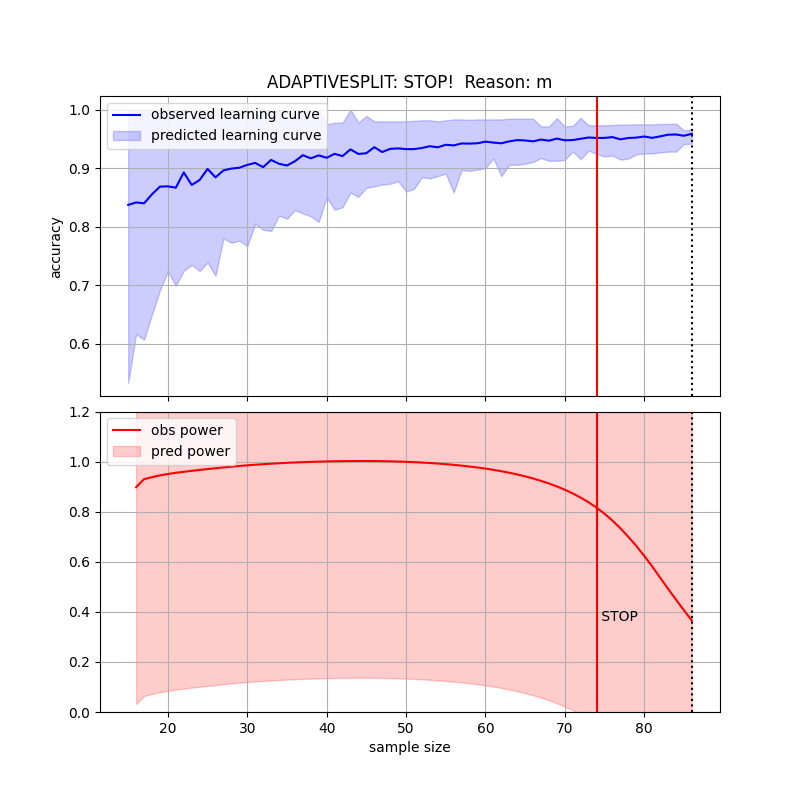 ADAPTIVESPLIT: STOP!  Reason: m
observed learning curve
predicted learning curve
1.0
0.9
0.8
0.7
0.6
accuracy
obs power
pred power
1.2
1.0
0.8
0.6
0.4
0.2
0.0
STOP
20 30 40 50 60 70 80
sample size